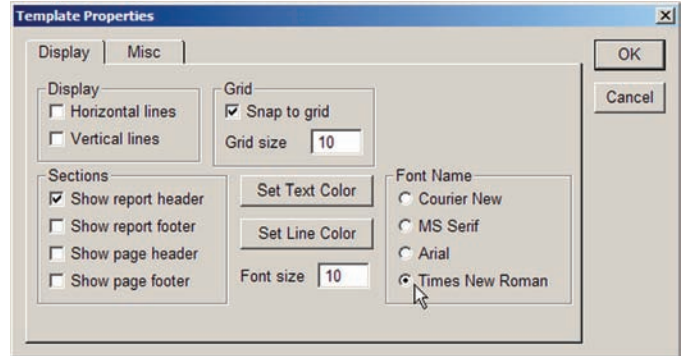 Template Properties
Display
Misc
OK
Cancel
Display
Horizontal lines
Vertical lines
Grid
Snap to grid
Grid size 10
Sections
Show report header
Show report footer
Show page header
Show page footer
Set Text Color
Set Line Color
Font size 10
Font Name
Courier New
MS Serif
Arial
Times New Roman